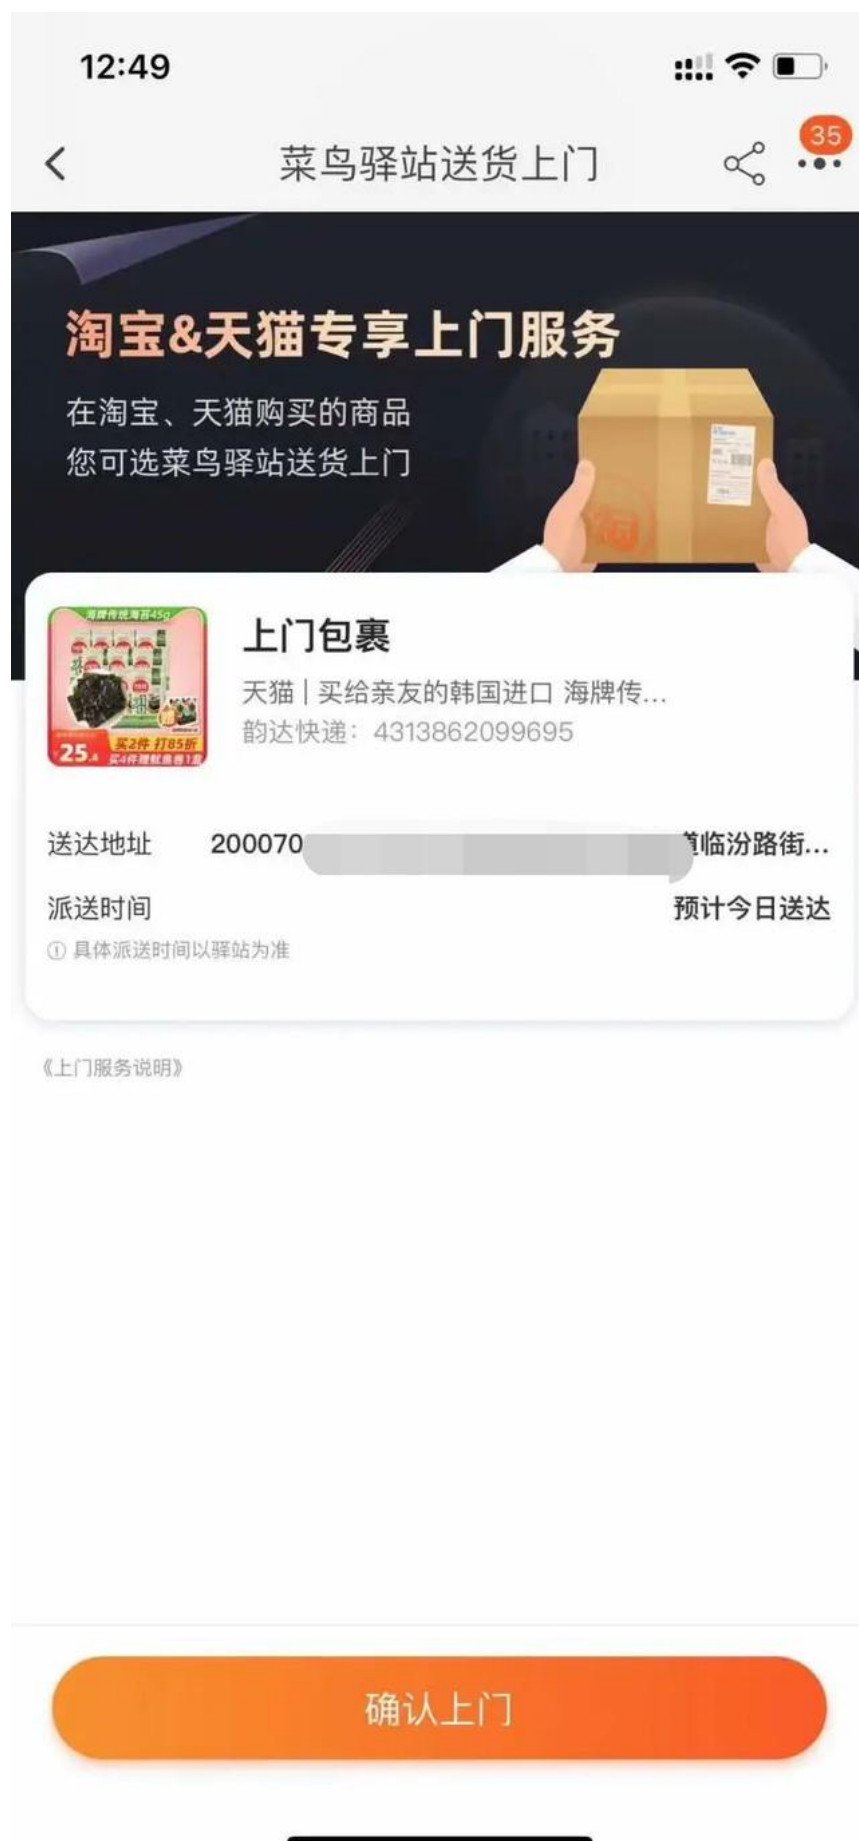 12:49
菜鸟驿站送货上门
35
淘宝&天猫专享上门服务
在淘宝、天猫购买的商品
您可选菜鸟驿站送货上门
海牌传统海苔45g
25.
买2件 打85折
上门包裹
天猫 | 买给亲友的韩国进口 海牌传...
韵达快递：4313862099695
送达地址 200070 临汾路街...
派送时间 预计今日送达
具体派送时间以驿站为准
《上门服务说明》
确认上门